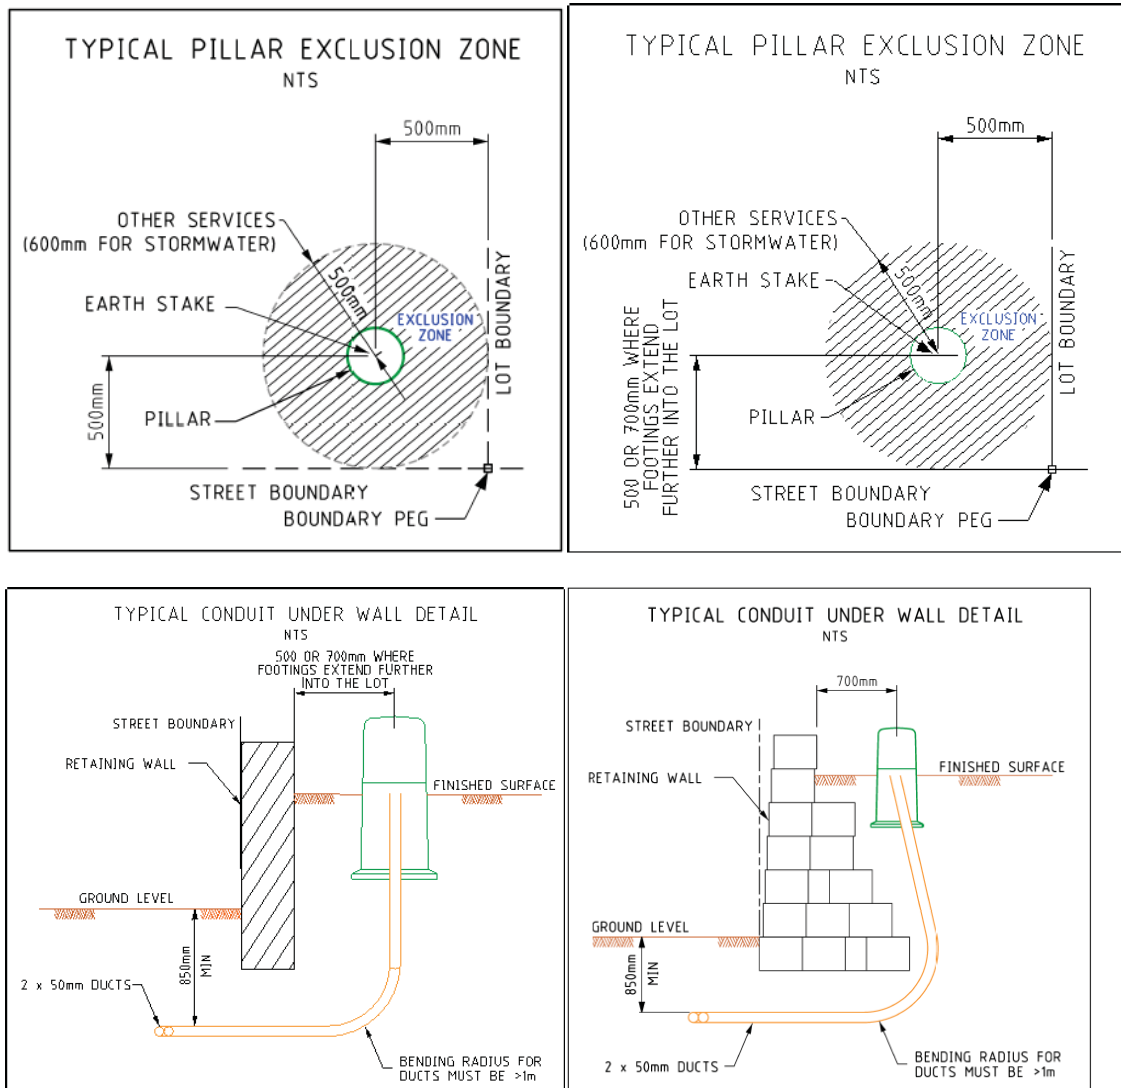 TYPICAL PILLAR EXCLUSION ZONE
NTS
500mm
OTHER SERVICES
(600mm FOR STORMWATER)
500mm
EARTH STAKE
EXCLUSION
ZONE
LOT BOUNDARY
500mm
PILLAR
STREET BOUNDARY
BOUNDARY PEG
TYPICAL PILLAR EXCLUSION ZONE
NTS
500mm
OTHER SERVICES
(600mm FOR STORMWATER)
500mm
EARTH STAKE
EXCLUSION
ZONE
LOT BOUNDARY
500 OR 700mm WHERE
FOOTINGS EXTEND
FURTHER INTO THE LOT
PILLAR
STREET BOUNDARY
BOUNDARY PEG
TYPICAL CONDUIT UNDER WALL DETAIL
NTS
500 OR 700mm WHERE
FOOTINGS EXTEND FURTHER
INTO THE LOT
STREET BOUNDARY
RETAINING WALL
FINISHED SURFACE
GROUND LEVEL
850mm
MIN
2 x 50mm DUCTS
BENDING RADIUS FOR
DUCTS MUST BE >1m
TYPICAL CONDUIT UNDER WALL DETAIL
NTS
700mm
STREET BOUNDARY
RETAINING WALL
FINISHED SURFACE
GROUND LEVEL
850mm
MIN
2 x 50mm DUCTS
BENDING RADIUS FOR
DUCTS MUST BE >1m